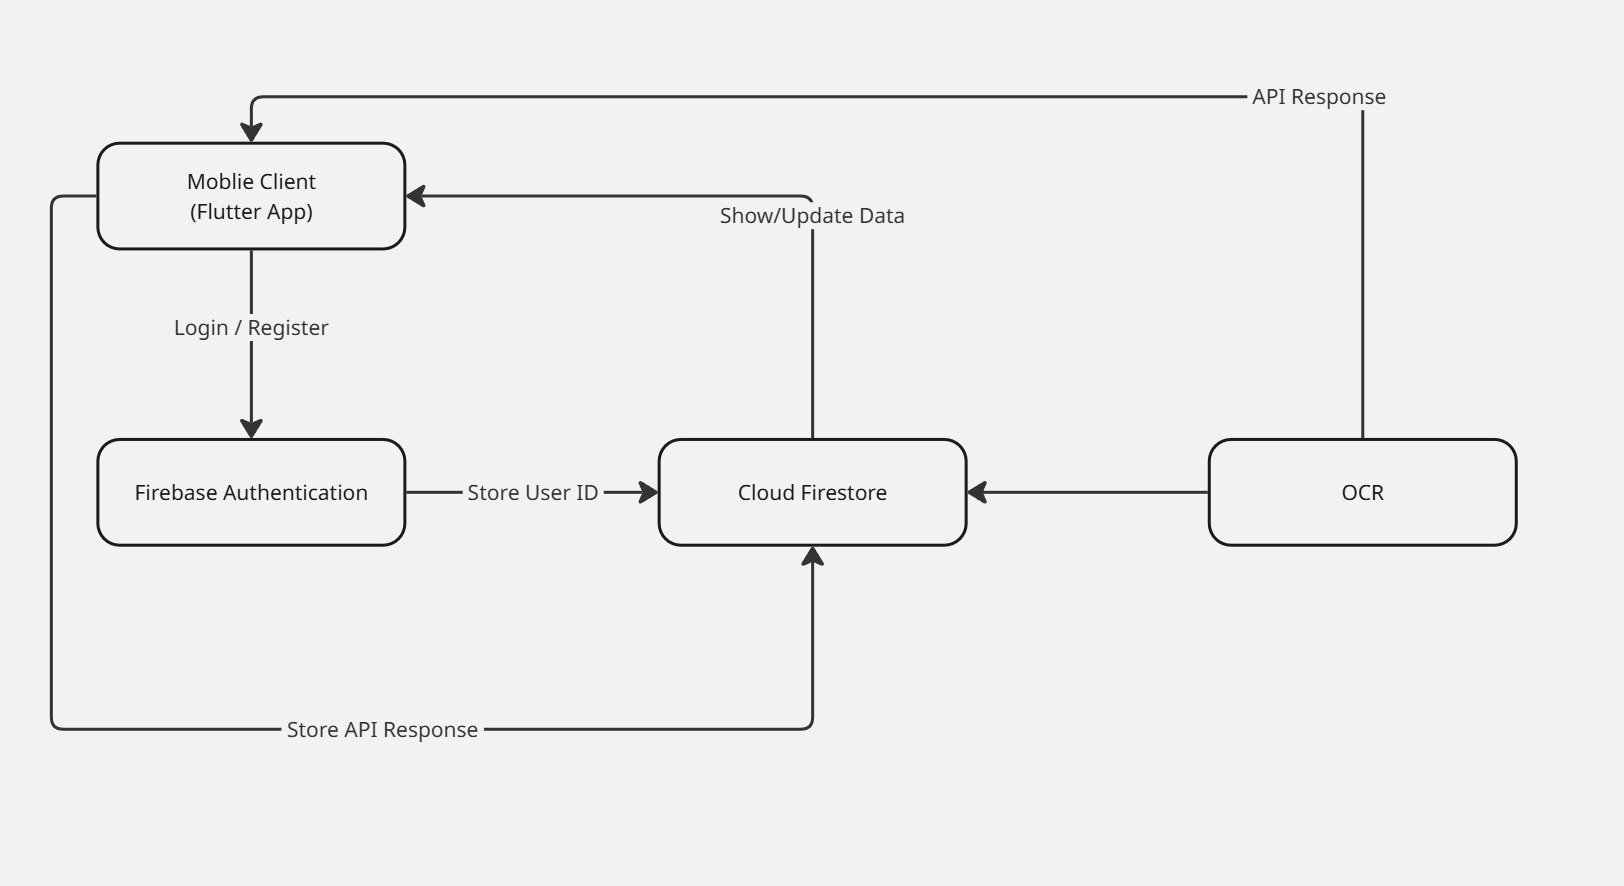 API Response
Moblie Client
(Flutter App)
Show/Update Data
Login / Register
Firebase Authentication
Store User ID
Cloud Firestore
OCR
Store API Response